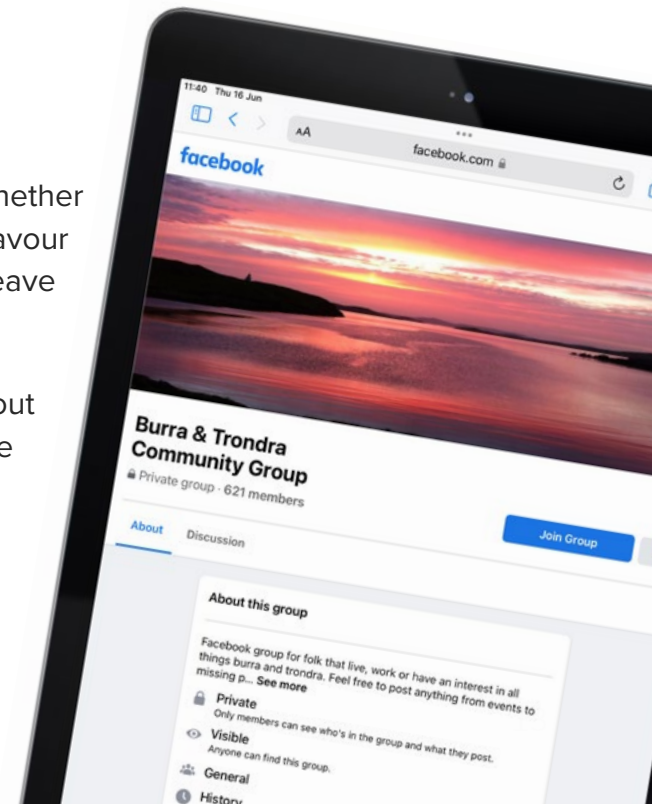 hether
avour
eave
out
e
11:40 Thu 16 Jun
AA
facebook.com
facebook
Burra & Trondra
Community Group
Private group · 621 members
Join Group
About
Discussion
About this group
Facebook group for folk that live, work or have an interest in all
things burra and trondra. Feel free to post anything from events to
missing p... See more
Private
Only members can see who's in the group and what they post.
Visible
Anyone can find this group.
General
History